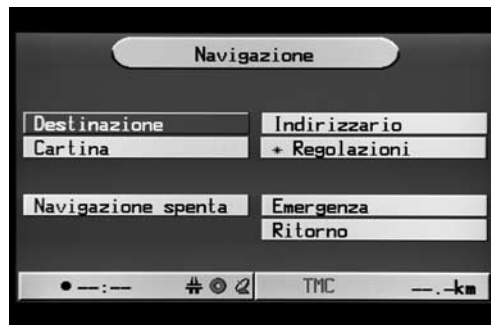 Navigazione
Destinazione
Indirizzario
Cartina
* Regolazioni
Navigazione spenta
Emergenza
Ritorno
--:--
TMC
--.-km